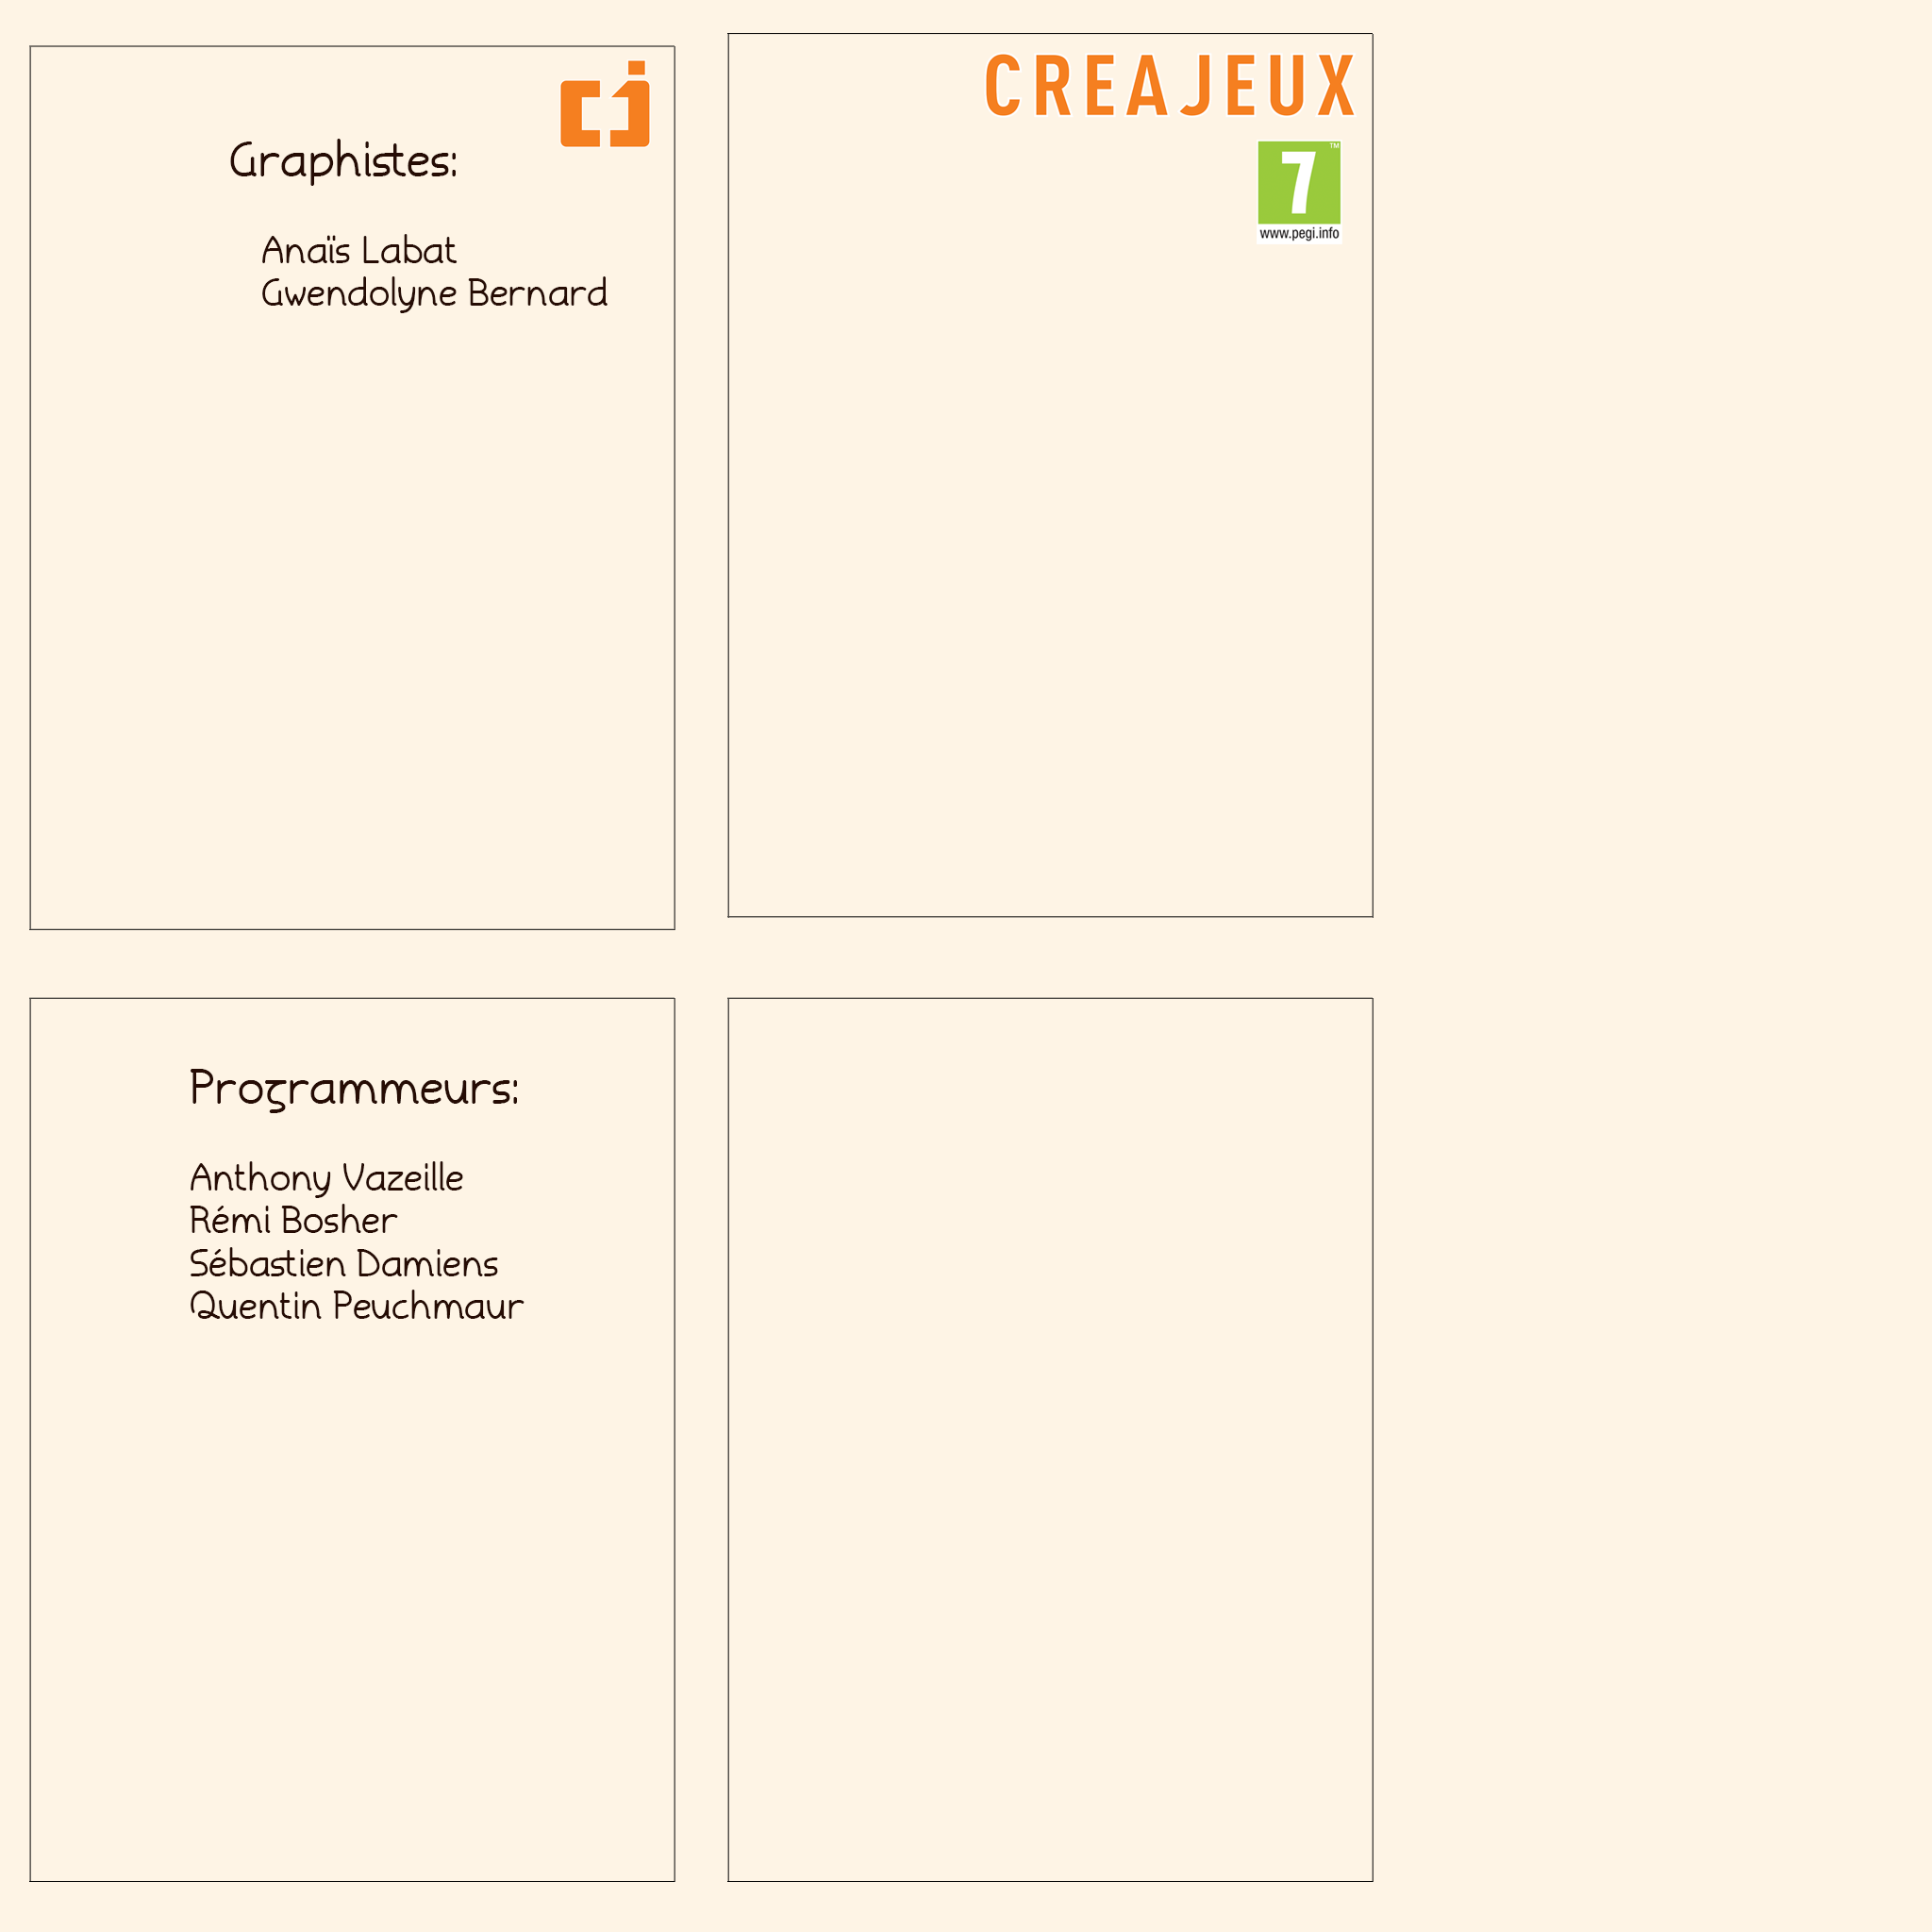 Graphistes:
Anaïs Labat
Gwendolyne Bernard
CREAJEUX
7
TM
www.pegi.info
Programmeurs:
Anthony Vazeille
Rémi Bosher
Sébastien Damiens
Quentin Peuchmaur